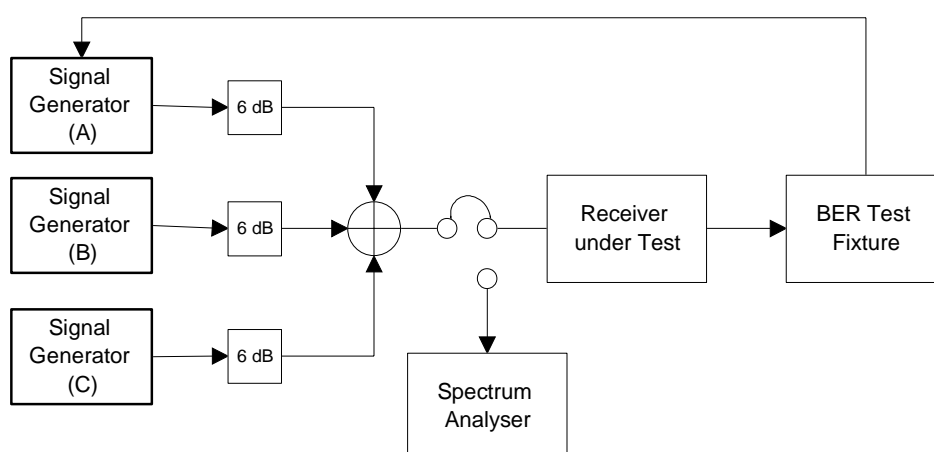 Signal
Generator
(A)
6 dB
Signal
Generator
(B)
6 dB
Receiver
under Test
BER Test
Fixture
Signal
Generator
(C)
6 dB
Spectrum
Analyser